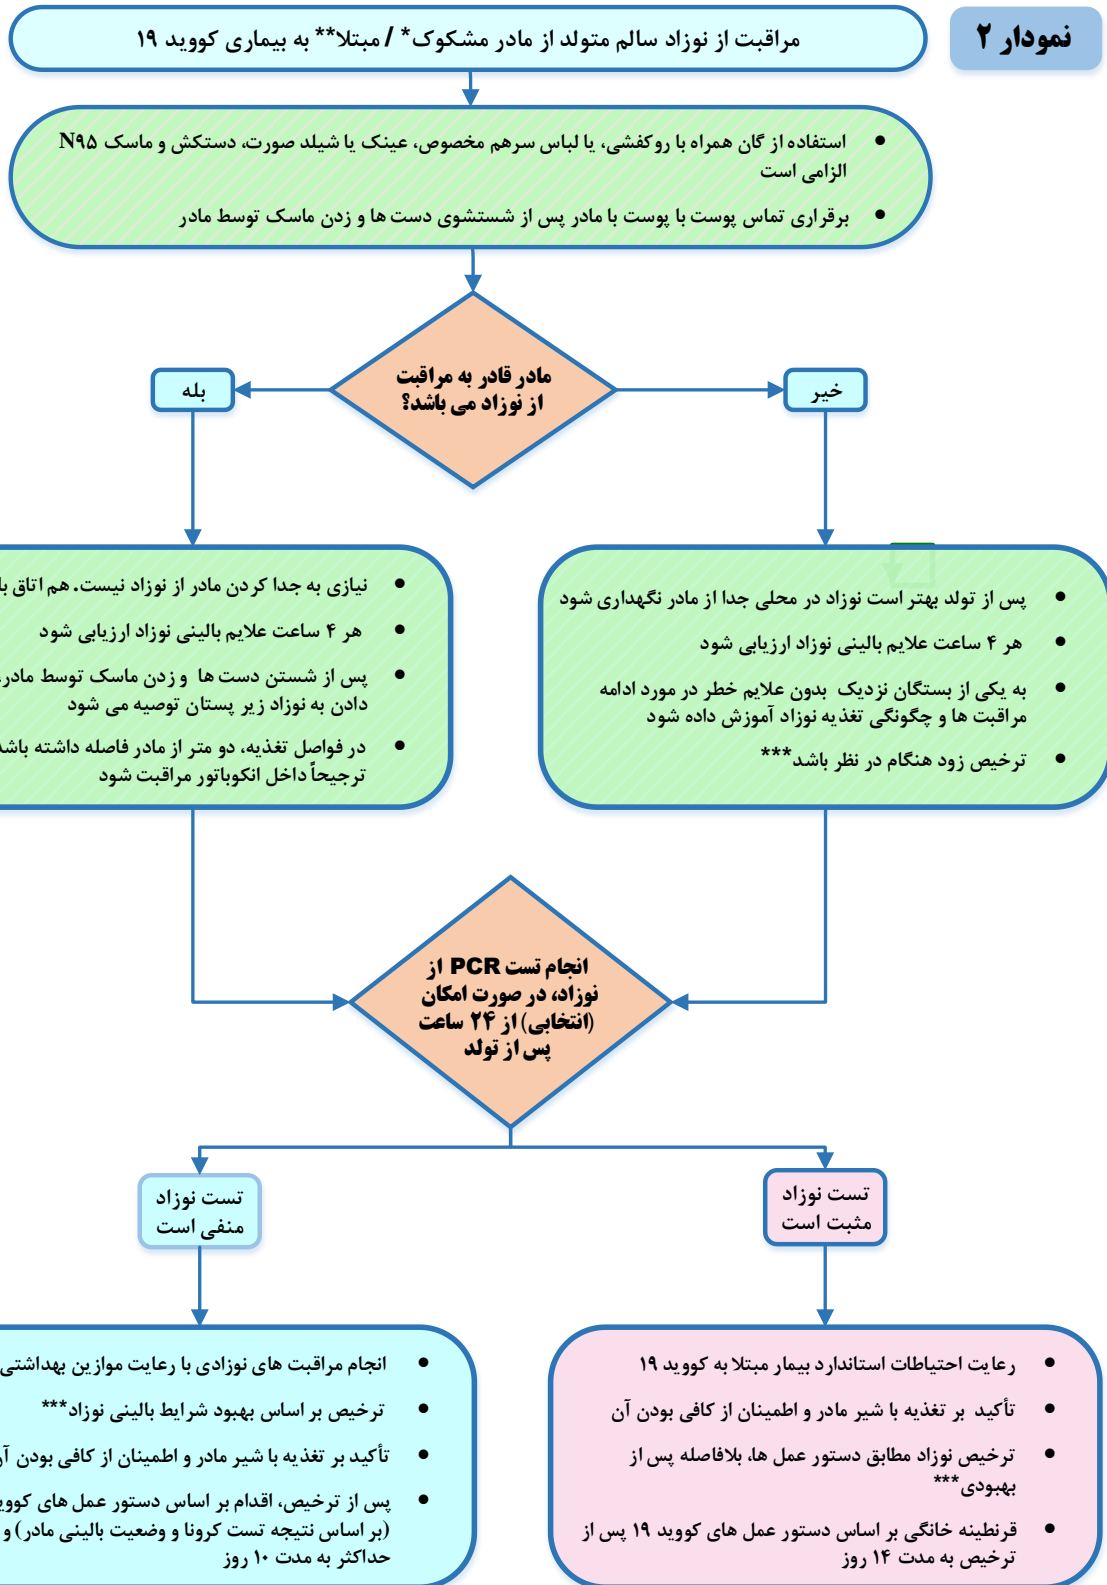 نمودار ۲
مراقبت از نوزاد سالم متولد از مادر مشکوک* / مبتلا** به بیماری کووید ۱۹
• استفاده از گان همراه با روکفشی، یا لباس سرهم مخصوص، عینک یا شیلد صورت، دستکش و ماسک N۹۵
الزامی است
• برقراری تماس پوست با پوست با مادر پس از شستشوی دست ها و زدن ماسک توسط مادر
مادر قادر به مراقبت
از نوزاد می باشد؟
خیر
بله
• پس از تولد بهتر است نوزاد در محلی جدا از مادر نگهداری شود
• هر ۴ ساعت علایم بالینی نوزاد ارزیابی شود
• به یکی از بستگان نزدیک بدون علایم خطر در مورد ادامه
مراقبت ها و چگونگی تغذیه نوزاد آموزش داده شود
• ترخیص زود هنگام در نظر باشد***
• نیازی به جدا کردن مادر از نوزاد نیست. هم اتاق
• هر ۴ ساعت علایم بالینی نوزاد ارزیابی شود
• پس از شستن دست ها و زدن ماسک توسط مادر،
دادن به نوزاد زیر پستان توصیه می شود
• در فواصل تغذیه، دو متر از مادر فاصله داشته باشد
ترجیحاً داخل انکوباتور مراقبت شود
انجام تست PCR از
نوزاد، در صورت امکان
(انتخابی) از ۲۴ ساعت
پس از تولد
تست نوزاد
مثبت است
تست نوزاد
منفی است
• رعایت احتیاطات استاندارد بیمار مبتلا به کووید ۱۹
• تأکید بر تغذیه با شیر مادر و اطمینان از کافی بودن آن
• ترخیص نوزاد مطابق دستور عمل ها، بلافاصله پس از
بهبودی***
• قرنطینه خانگی بر اساس دستور عمل های کووید ۱۹ پس از
ترخیص به مدت ۱۴ روز
• انجام مراقبت های نوزادی با رعایت موازین بهداشتی
• ترخیص بر اساس بهبود شرایط بالینی نوزاد***
• تأکید بر تغذیه با شیر مادر و اطمینان از کافی بودن آن
• پس از ترخیص، اقدام بر اساس دستور عمل های کووید
(بر اساس نتیجه تست کرونا و وضعیت بالینی مادر) و
حداکثر به مدت ۱۰ روز